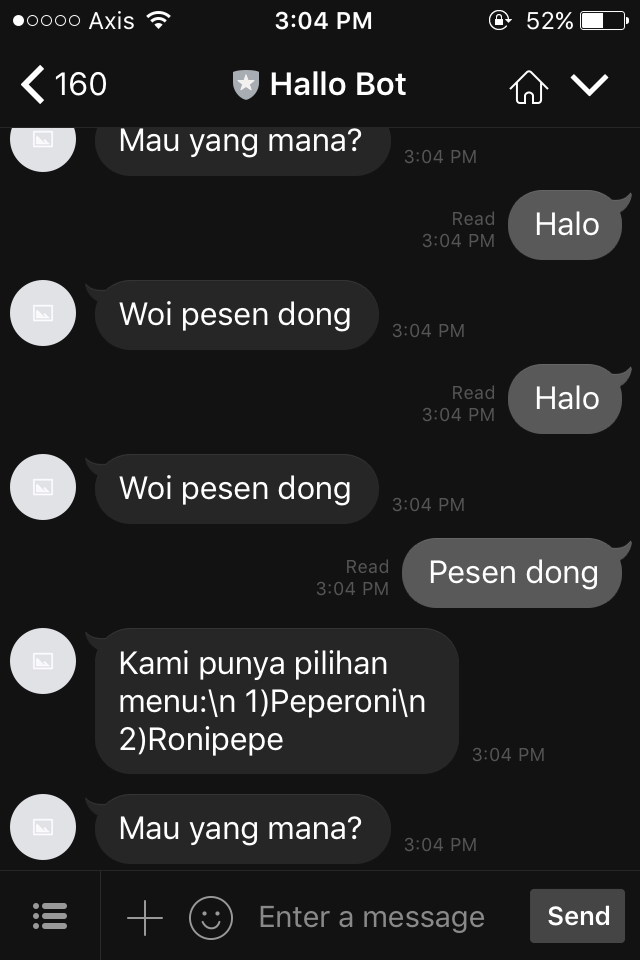 Axis 3:04 PM 52%
160 Hallo Bot
Mau yang mana?
3:04 PM
Read
3:04 PM
Halo
Woi pesen dong
3:04 PM
Read
3:04 PM
Halo
Woi pesen dong
3:04 PM
Read
3:04 PM
Pesen dong
Kami punya pilihan
menu:\n 1)Peperoni\n
2)Ronipepe
3:04 PM
Mau yang mana?
3:04 PM
Enter a message Send